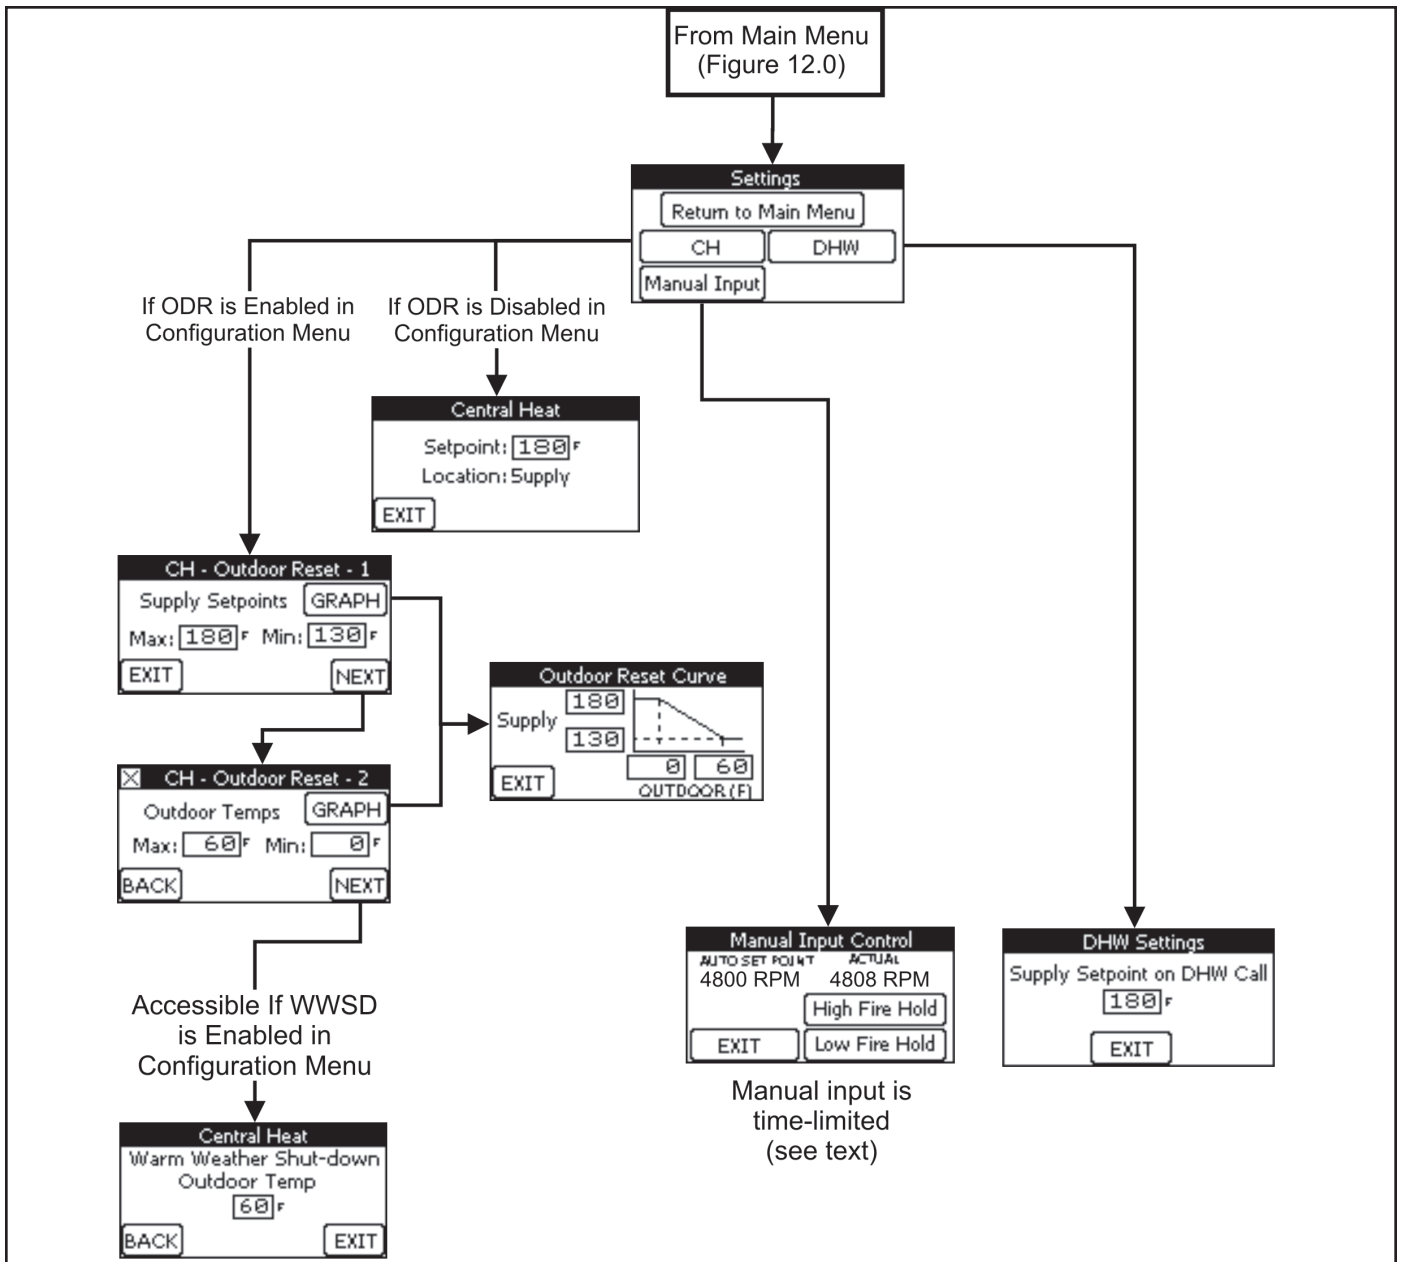 From Main Menu
(Figure 12.0)
Settings
Return to Main Menu
CH DHW
Manual Input
If ODR is Enabled in
Configuration Menu
If ODR is Disabled in
Configuration Menu
Central Heat
Setpoint: 180 F
Location: Supply
EXIT
CH - Outdoor Reset - 1
Supply Setpoints GRAPH
Max: 180 F Min: 130 F
EXIT NEXT
Outdoor Reset Curve
Supply
180
130
0 60
EXIT
OUTDOOR (F)
CH - Outdoor Reset - 2
Outdoor Temps GRAPH
Max: 60 F Min: 0 F
BACK NEXT
Accessible If WWSD
is Enabled in
Configuration Menu
Central Heat
Warm Weather Shut-down
Outdoor Temp
60 F
BACK EXIT
Manual Input Control
AUTO SET POINT ACTUAL
4800 RPM 4808 RPM
High Fire Hold
EXIT Low Fire Hold
Manual input is
time-limited
(see text)
DHW Settings
Supply Setpoint on DHW Call
180 F
EXIT